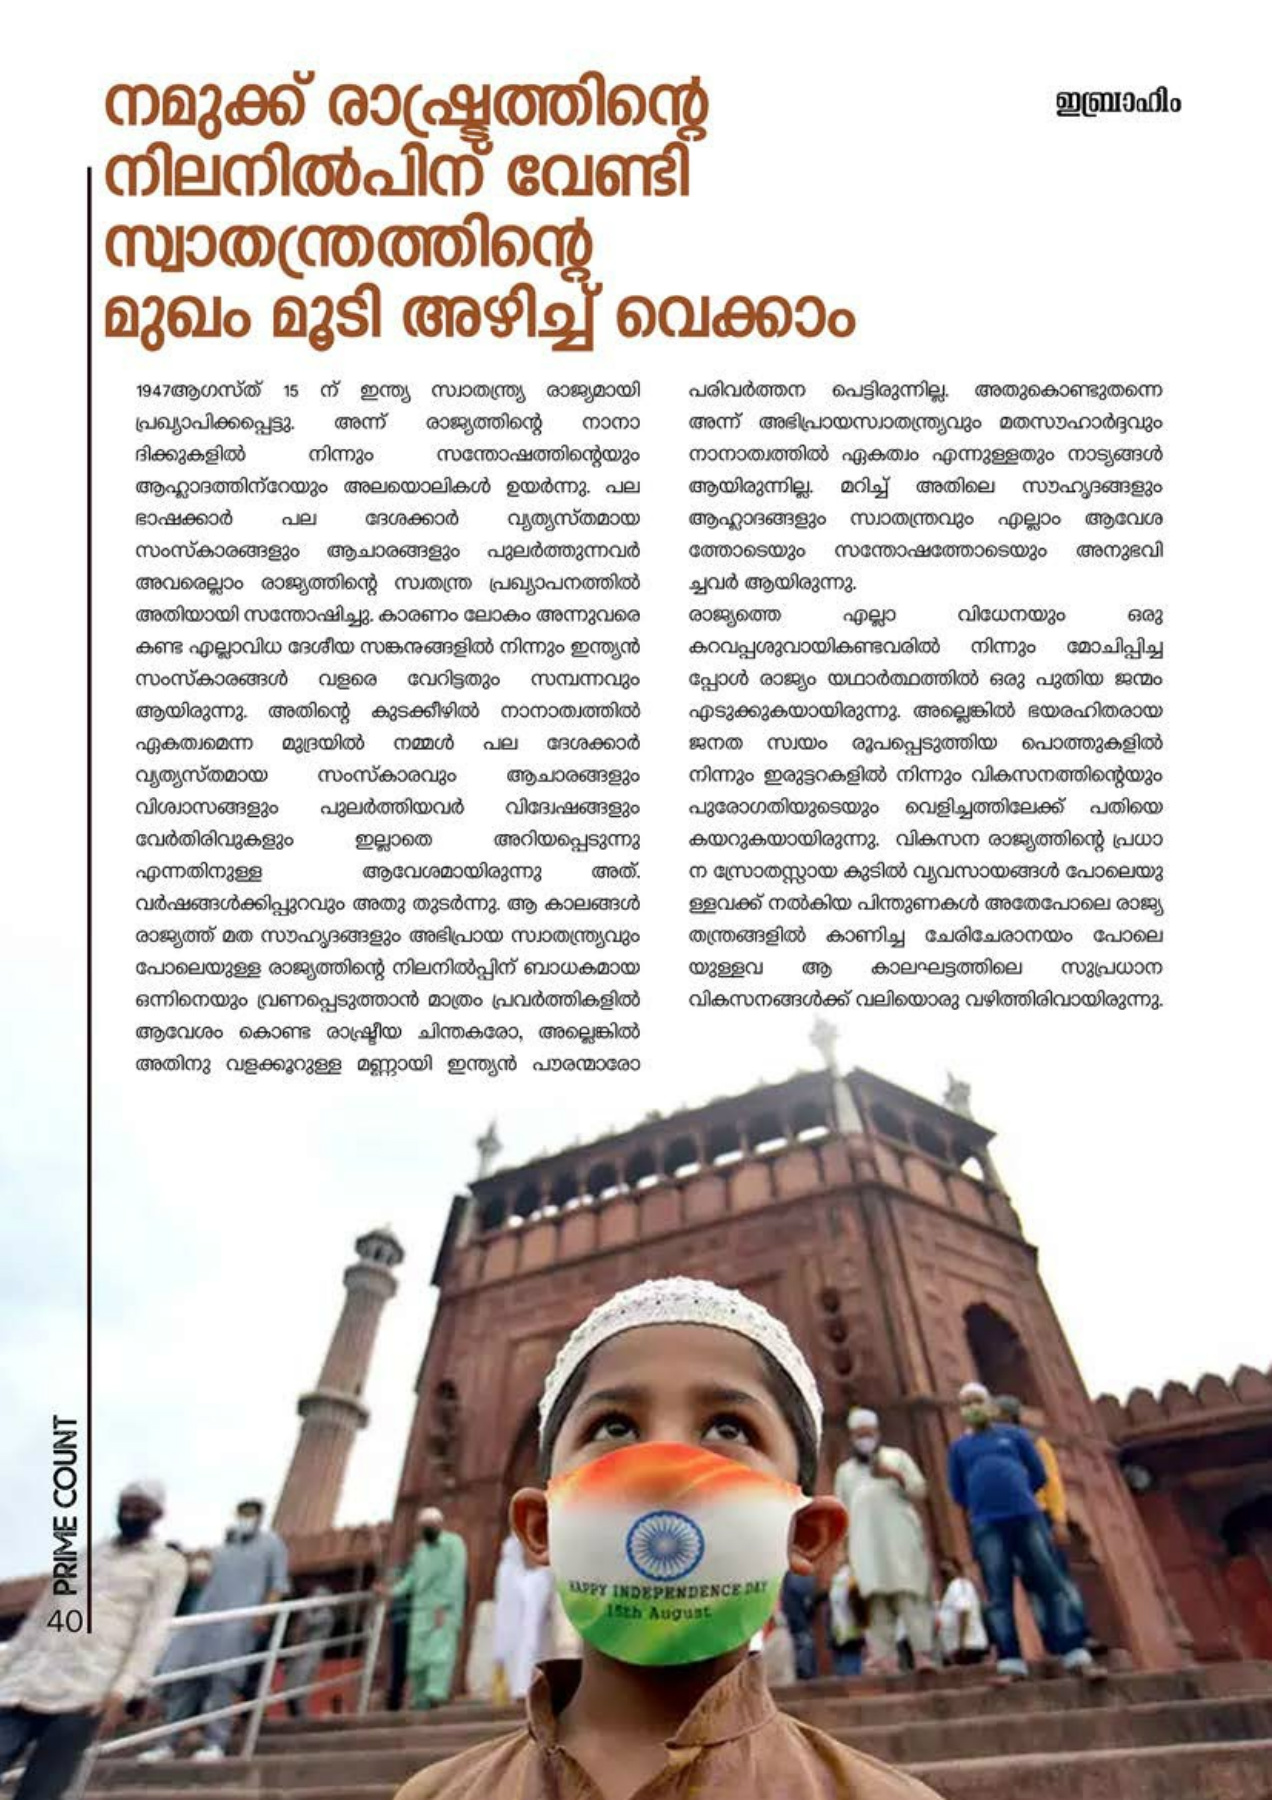 നമുക്ക് രാഷ്ട്രത്തിന്റെ
നിലനിൽപിന് വേണ്ടി
സ്വാതന്ത്രത്തിന്റെ
മുഖം മൂടി അഴിച്ച് വെക്കാം
ഇബ്രാഹിം
1947ആഗസ്ത് 15 ന് ഇന്ത്യ സ്വാതന്ത്ര്യ രാജ്യമായി
പ്രഖ്യാപിക്കപ്പെട്ടു. അന്ന് രാജ്യത്തിന്റെ നാനാ
ദിക്കുകളിൽ നിന്നും സന്തോഷത്തിന്റെയും
ആഹ്ലാദത്തിന്റേയും അലയൊലികൾ ഉയർന്നു. പല
ഭാഷക്കാർ പല ദേശക്കാർ വ്യത്യസ്തമായ
സംസ്കാരങ്ങളും ആചാരങ്ങളും പുലർത്തുന്നവർ
അവരെല്ലാം രാജ്യത്തിന്റെ സ്വതന്ത്ര പ്രഖ്യാപനത്തിൽ
അതിയായി സന്തോഷിച്ചു. കാരണം ലോകം അന്നുവരെ
കണ്ട എല്ലാവിധ ദേശീയ സങ്കനങ്ങളിൽ നിന്നും ഇന്ത്യൻ
സംസ്കാരങ്ങൾ വളരെ വേറിട്ടതും സമ്പന്നവും
ആയിരുന്നു. അതിന്റെ കുടക്കീഴിൽ നാനാത്വത്തിൽ
ഏകത്വമെന്ന മുദ്രയിൽ നമ്മൾ പല ദേശക്കാർ
വ്യത്യസ്തമായ സംസ്കാരവും ആചാരങ്ങളും
വിശ്വാസങ്ങളും പുലർത്തിയവർ വിദ്വേഷങ്ങളും
വേർതിരിവുകളും ഇല്ലാതെ അറിയപ്പെടുന്നു
എന്നതിനുള്ള ആവേശമായിരുന്നു അത്.
വർഷങ്ങൾക്കിപ്പുറവും അതു തുടർന്നു. ആ കാലങ്ങൾ
രാജ്യത്ത് മത സൗഹൃദങ്ങളും അഭിപ്രായ സ്വാതന്ത്ര്യവും
പോലെയുള്ള രാജ്യത്തിന്റെ നിലനിൽപ്പിന് ബാധകമായ
ഒന്നിനെയും വ്രണപ്പെടുത്താൻ മാത്രം പ്രവർത്തികളിൽ
ആവേശം കൊണ്ട രാഷ്ട്രീയ ചിന്തകരോ, അല്ലെങ്കിൽ
അതിനു വളക്കൂറുള്ള മണ്ണായി ഇന്ത്യൻ പൗരന്മാരോ
പരിവർത്തന പെട്ടിരുന്നില്ല. അതുകൊണ്ടുതന്നെ
അന്ന് അഭിപ്രായസ്വാതന്ത്ര്യവും മതസൗഹാർദ്ദവും
നാനാത്വത്തിൽ ഏകത്വം എന്നുള്ളതും നാട്യങ്ങൾ
ആയിരുന്നില്ല. മറിച്ച് അതിലെ സൗഹൃദങ്ങളും
ആഹ്ലാദങ്ങളും സ്വാതന്ത്രവും എല്ലാം ആവേശ
ത്തോടെയും സന്തോഷത്തോടെയും അനുഭവി
ച്ചവർ ആയിരുന്നു.
രാജ്യത്തെ എല്ലാ വിധേനയും ഒരു
കറവപ്പശുവായികണ്ടവരിൽ നിന്നും മോചിപ്പിച്ച
പ്പോൾ രാജ്യം യഥാർത്ഥത്തിൽ ഒരു പുതിയ ജന്മം
എടുക്കുകയായിരുന്നു. അല്ലെങ്കിൽ ഭയരഹിതരായ
ജനത സ്വയം രൂപപ്പെടുത്തിയ പൊത്തുകളിൽ
നിന്നും ഇരുട്ടറകളിൽ നിന്നും വികസനത്തിന്റെയും
പുരോഗതിയുടെയും വെളിച്ചത്തിലേക്ക് പതിയെ
കയറുകയായിരുന്നു. വികസന രാജ്യത്തിന്റെ പ്രധാ
ന സ്രോതസ്സായ കുടിൽ വ്യവസായങ്ങൾ പോലെയു
ള്ളവക്ക് നൽകിയ പിന്തുണകൾ അതേപോലെ രാജ്യ
തന്ത്രങ്ങളിൽ കാണിച്ച ചേരിചേരാനയം പോലെ
യുള്ളവ ആ കാലഘട്ടത്തിലെ സുപ്രധാന
വികസനങ്ങൾക്ക് വലിയൊരു വഴിത്തിരിവായിരുന്നു.
HAPPY INDEPENDENCE DAY
15th August
PRIME COUNT
40